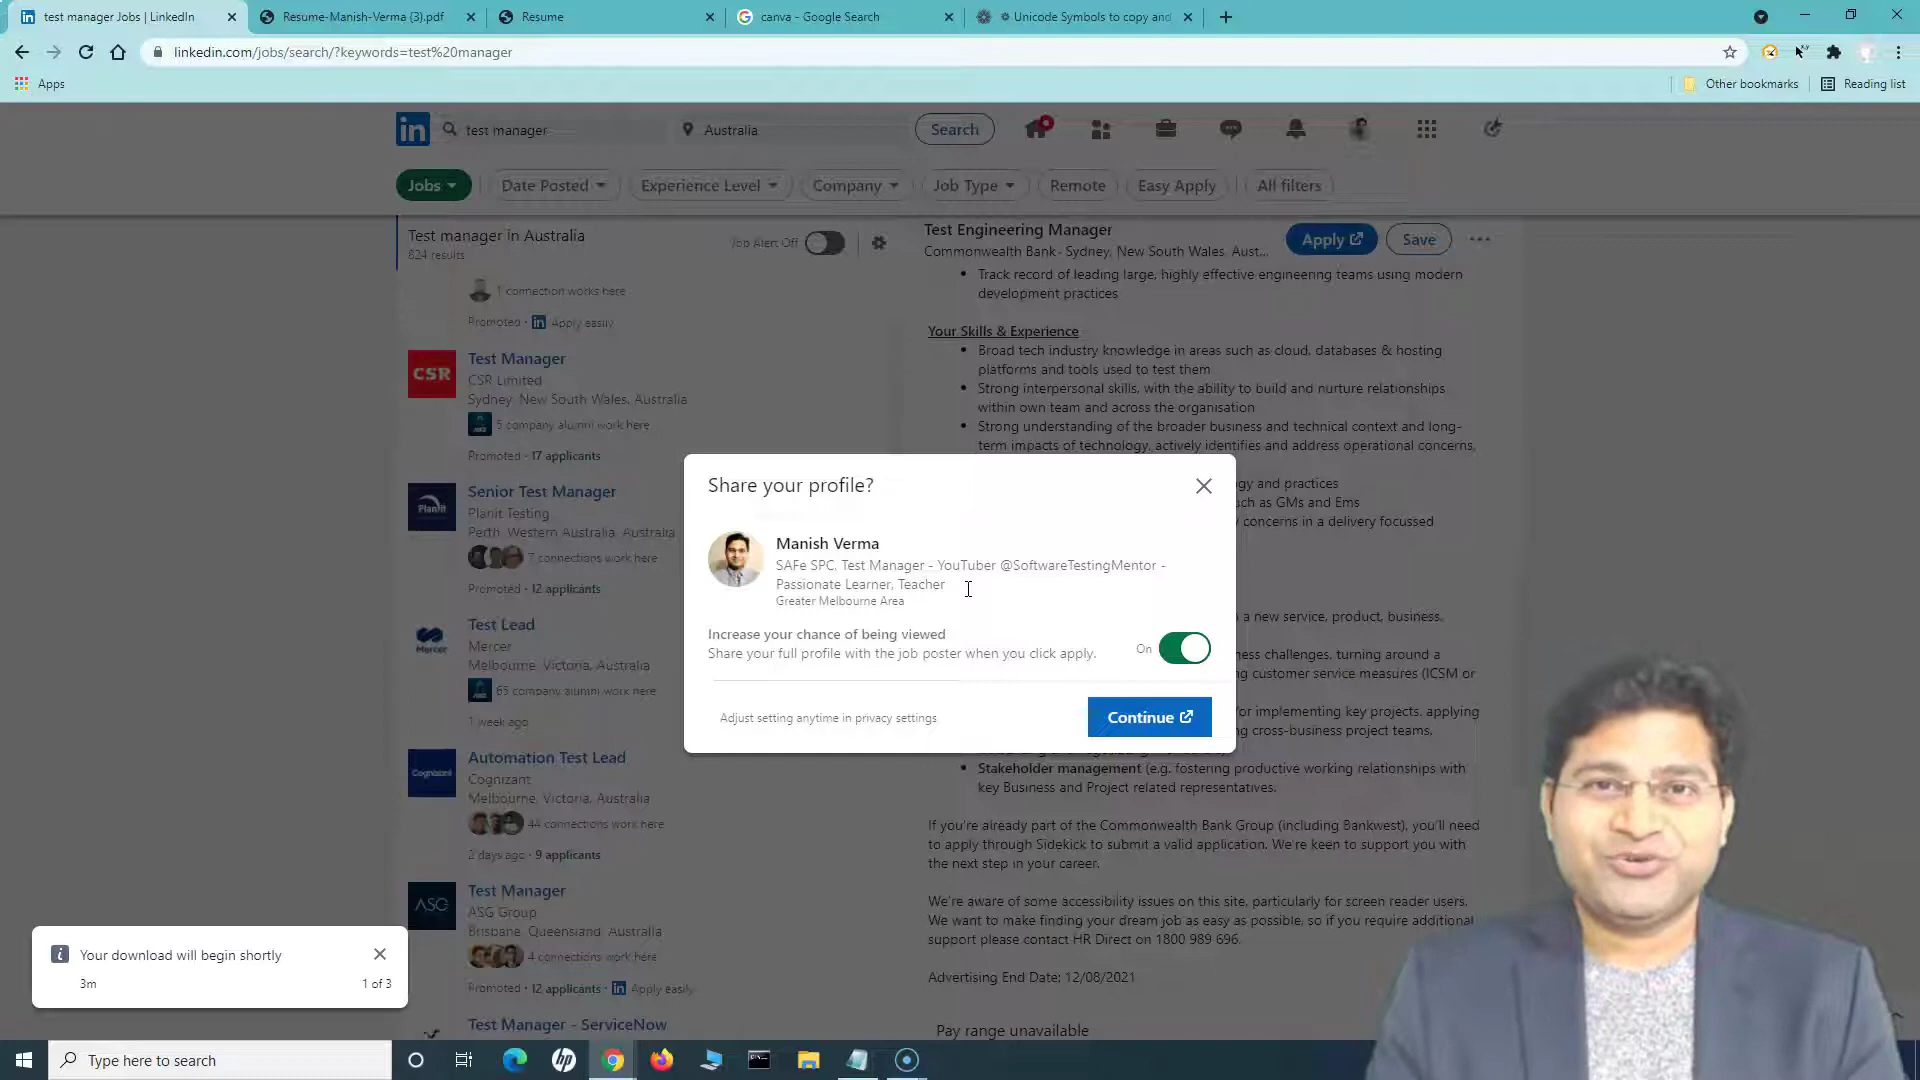 test manager Jobs | LinkedIn
Resume-Manish-Verma (3).pdf
Resume
canva - Google Search
Unicode Symbols to copy and
linkedin.com/jobs/search/?keywords=test%20manager
Apps
Other bookmarks
Reading list
in
test manager
Australia
Search
Jobs
Date Posted
Experience Level
Company
Job Type
Remote
Easy Apply
All filters
Test manager in Australia
824 results
Job Alert Off
1 connection works here
Promoted · in Apply easily
CSR
Test Manager
CSR Limited
Sydney, New South Wales, Australia
5 company alumni work here
Promoted · 17 applicants
Planit
Senior Test Manager
Planit Testing
Perth, Western Australia, Australia
7 connections work here
Promoted · 12 applicants
Mercer
Test Lead
Mercer
Melbourne, Victoria, Australia
65 company alumni work here
1 week ago
Cognizant
Automation Test Lead
Cognizant
Melbourne, Victoria, Australia
44 connections work here
2 days ago · 9 applicants
ASG
Test Manager
ASG Group
Brisbane, Queensland, Australia
4 connections work here
Promoted · 12 applicants · in Apply easily
Test Manager - ServiceNow
Test Engineering Manager
Commonwealth Bank - Sydney, New South Wales, Aust...
Apply
Save
Track record of leading large, highly effective engineering teams using modern
development practices
Your Skills & Experience
Broad tech industry knowledge in areas such as cloud, databases & hosting
platforms and tools used to test them
Strong interpersonal skills, with the ability to build and nurture relationships
within own team and across the organisation
Strong understanding of the broader business and technical context and long-
term impacts of technology, actively identifies and address operational concerns,
gy and practices
ch as GMs and Ems
concerns in a delivery focussed
a new service, product, business.
ess challenges, turning around a
ng customer service measures (ICSM or
for implementing key projects, applying
ng cross-business project teams.
Stakeholder management (e.g. fostering productive working relationships with
key Business and Project related representatives.
If you're already part of the Commonwealth Bank Group (including Bankwest), you'll need
to apply through Sidekick to submit a valid application. We're keen to support you with
the next step in your career.
We're aware of some accessibility issues on this site, particularly for screen reader users.
We want to make finding your dream job as easy as possible, so if you require additional
support please contact HR Direct on 1800 989 696.
Advertising End Date: 12/08/2021
Pay range unavailable
Share your profile?
Manish Verma
SAFe SPC, Test Manager - YouTuber @SoftwareTestingMentor -
Passionate Learner, Teacher
Greater Melbourne Area
Increase your chance of being viewed
Share your full profile with the job poster when you click apply.
On
Adjust setting anytime in privacy settings
Continue
Your download will begin shortly
3m
1 of 3
Type here to search
hp